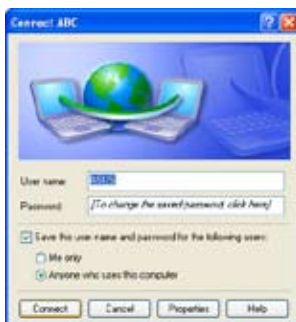 Connect ABC
User name:
Password: [To change the saved password, click here]
Save this user name and password for the following users:
Me only
Anyone who uses this computer
Connect Cancel Properties Help